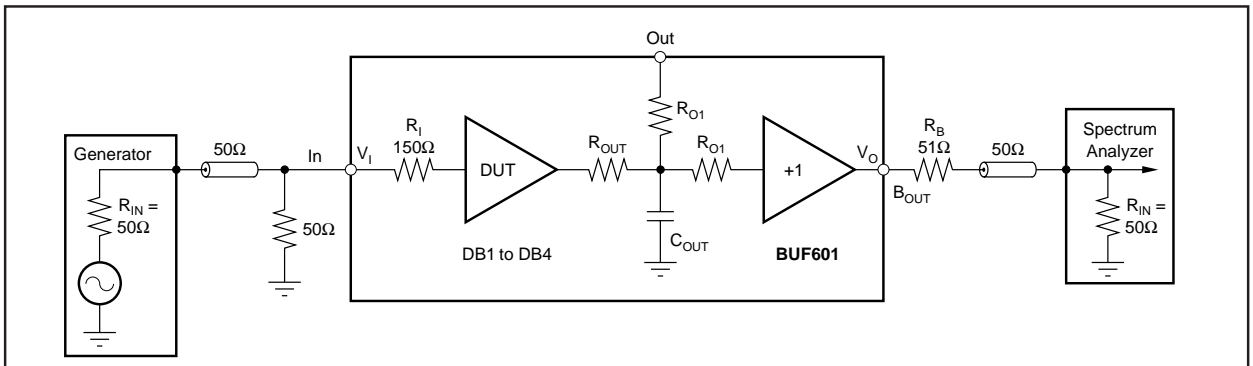 Out
Generator
R_IN =
50Ω
50Ω
In
50Ω
V_I
R_I
150Ω
DUT
DB1 to DB4
R_OUT
R_O1
R_O1
C_OUT
+1
BUF601
V_O
B_OUT
R_B
51Ω
50Ω
Spectrum
Analyzer
R_IN =
50Ω